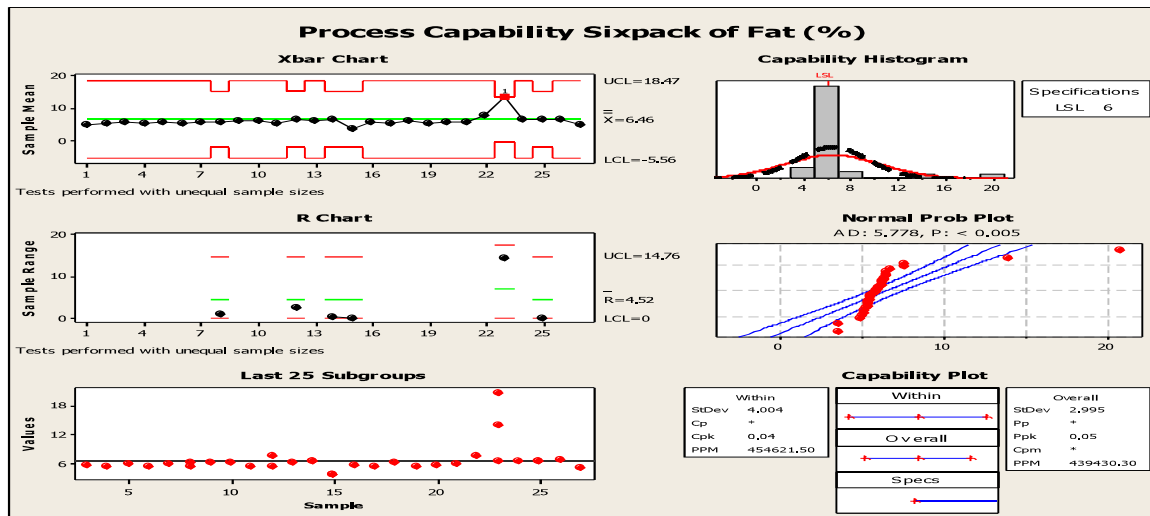 Process Capability Sixpack of Fat (%)
Xbar Chart
Sample Mean
20
10
0
1 4 7 10 13 16 19 22 25
1
UCL=18.47
X=6.46
LCL=-5.56
Tests performed with unequal sample sizes
Capability Histogram
LSL
0 4 8 12 16 20
Specifications
LSL 6
R Chart
Sample Range
20
10
0
1 4 7 10 13 16 19 22 25
UCL=14.76
R=4.52
LCL=0
Tests performed with unequal sample sizes
Normal Prob Plot
AD: 5.778, P: < 0.005
0 10 20
Last 25 Subgroups
Values
18
12
6
5 10 15 20 25
Sample
Capability Plot
Within
StDev 4.004
Cp *
Cpk 0.04
PPM 454621.50
Within
Overall
Specs
Overall
StDev 2.995
Pp *
Ppk 0.05
Cpm *
PPM 439430.30